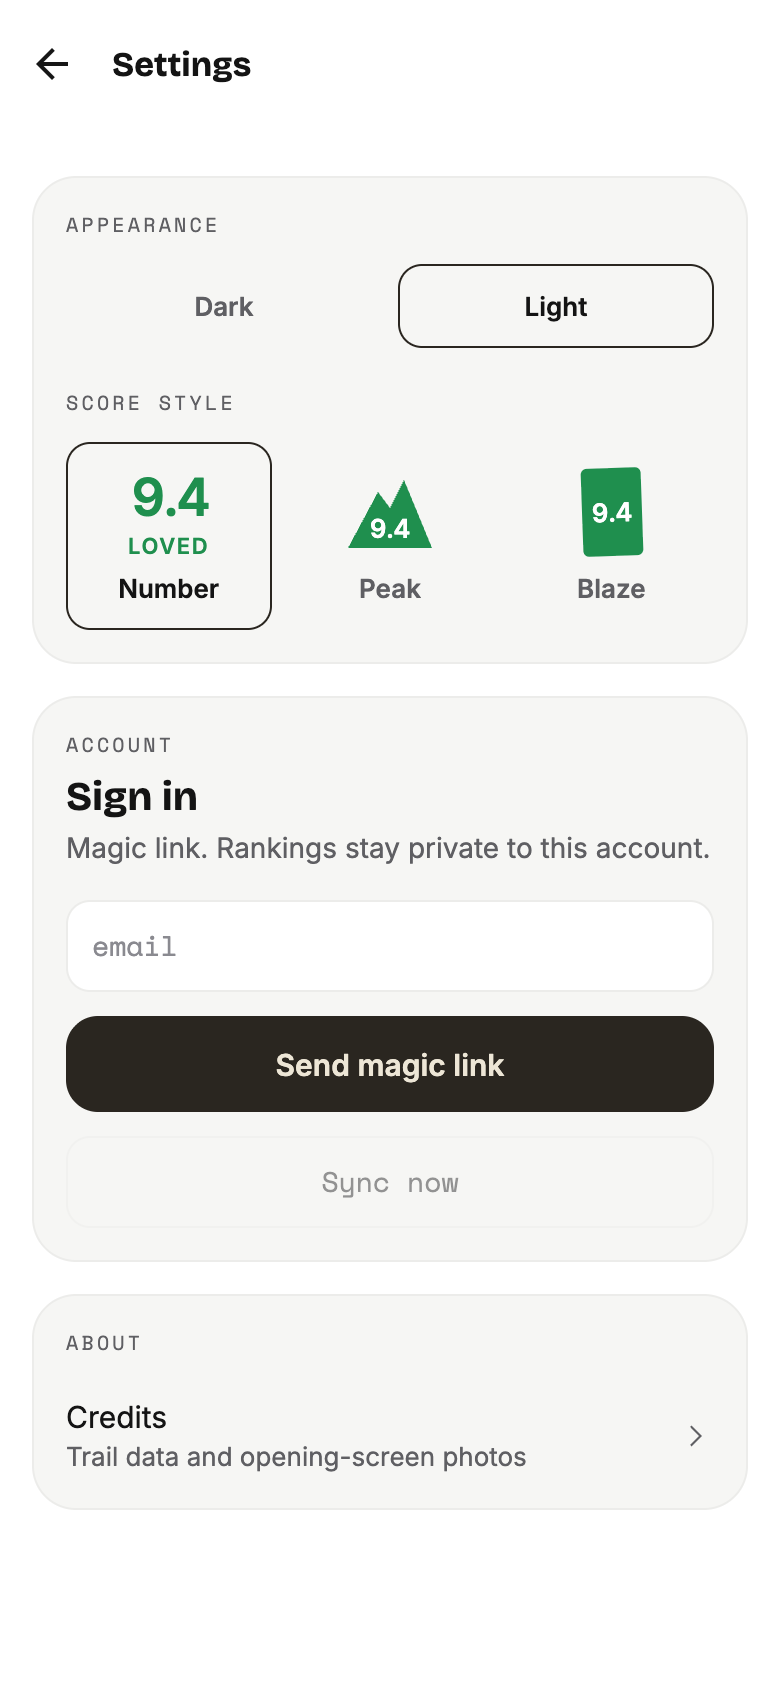 Settings
APPEARANCE
Dark
Light
SCORE STYLE
9.4
LOVED
Number
9.4
Peak
9.4
Blaze
ACCOUNT
Sign in
Magic link. Rankings stay private to this account.
email
Send magic link
Sync now
ABOUT
Credits
Trail data and opening-screen photos